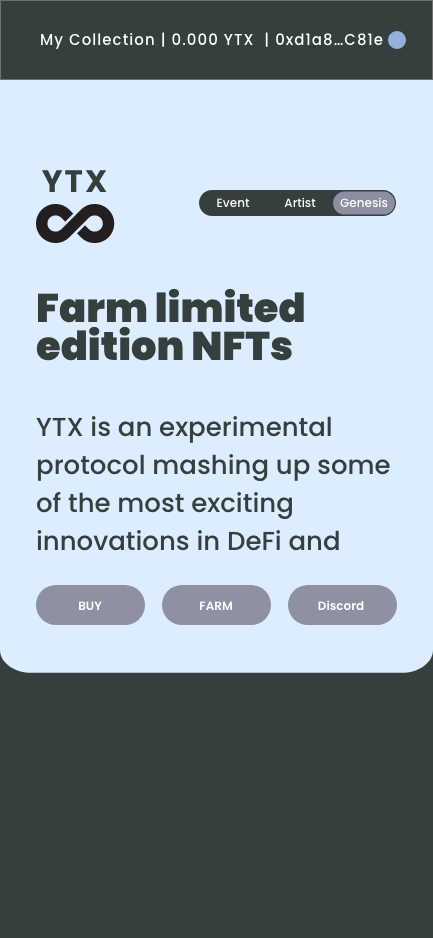 My Collection | 0.000 YTX | 0xd1a8...C81e
YTX
Event Artist Genesis
Farm limited
edition NFTs
YTX is an experimental
protocol mashing up some
of the most exciting
innovations in DeFi and
BUY FARM Discord